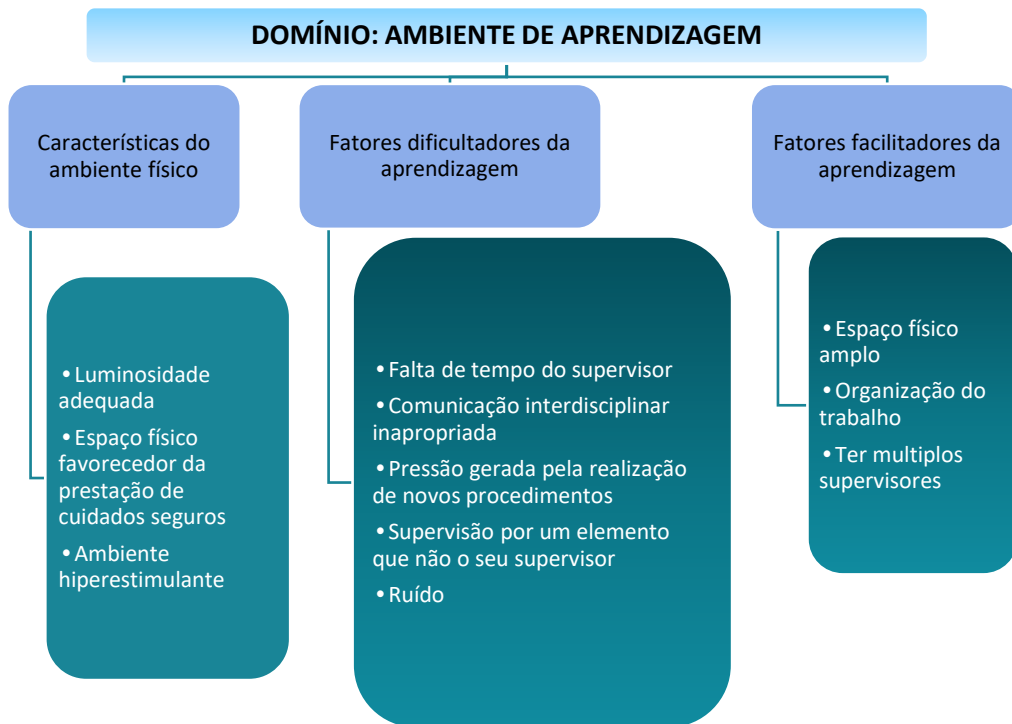 DOMÍNIO: AMBIENTE DE APRENDIZAGEM
Características do
ambiente físico
• Luminosidade
adequada
• Espaço físico
favorecedor da
prestação de
cuidados seguros
• Ambiente
hiperestimulante
Fatores dificultadores da
aprendizagem
• Falta de tempo do supervisor
• Comunicação interdisciplinar
inapropriada
• Pressão gerada pela realização
de novos procedimentos
• Supervisão por um elemento
que não o seu supervisor
• Ruído
Fatores facilitadores da
aprendizagem
• Espaço físico
amplo
• Organização do
trabalho
• Ter multiplos
supervisores